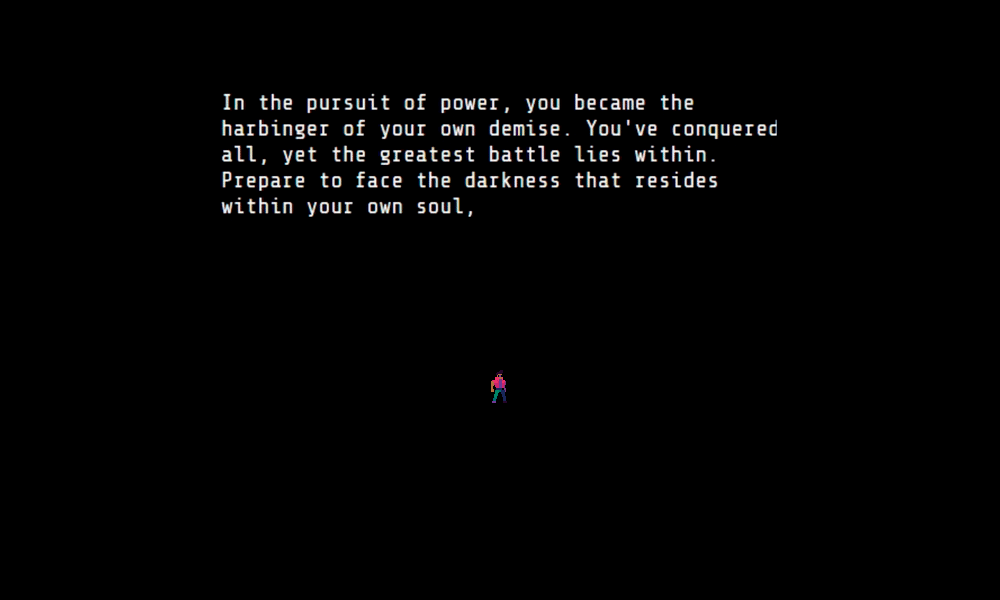 In the pursuit of power, you became the
harbinger of your own demise. You've conquered
all, yet the greatest battle lies within.
Prepare to face the darkness that resides
within your own soul,